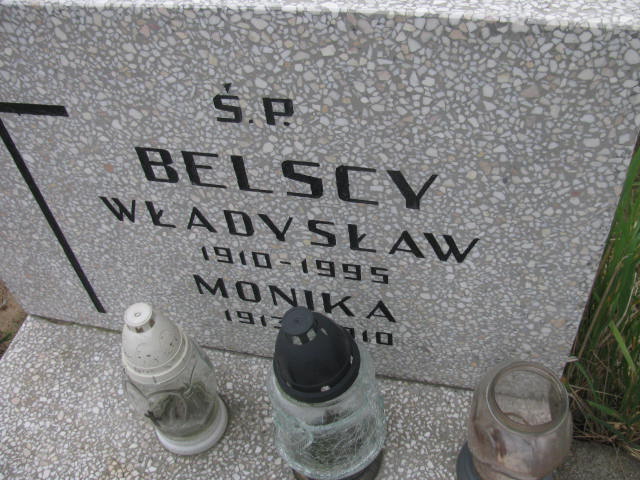 Ś.P.
BELSCY
WŁADYSŁAW
1910-1995
MONIKA